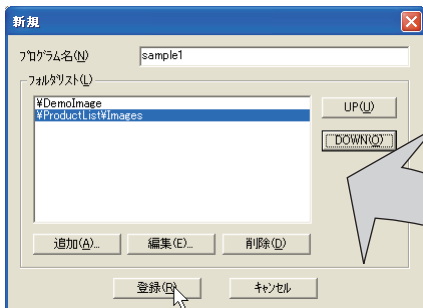 新規
プログラム名(N) sample1
フォルダリスト(L)
¥DemoImage
¥ProductList¥Images
UP(U)
DOWN(O)
追加(A)... 編集(E)... 削除(D)
登録(R) キャンセル